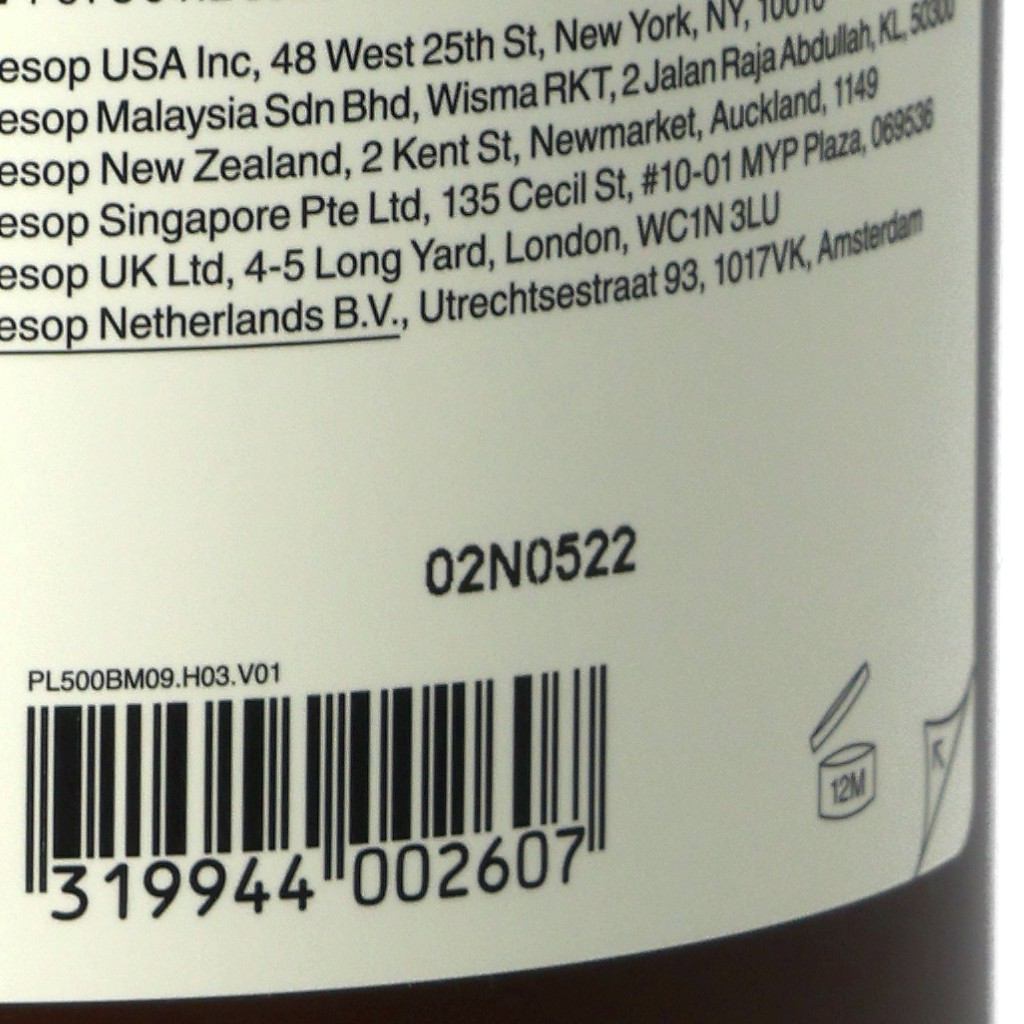 esop USA Inc, 48 West 25th St, New York, NY, 10010
esop Malaysia Sdn Bhd, Wisma RKT, 2 Jalan Raja Abdullah, KL, 50300
esop New Zealand, 2 Kent St, Newmarket, Auckland, 1149
esop Singapore Pte Ltd, 135 Cecil St, #10-01 MYP Plaza, 069536
esop UK Ltd, 4-5 Long Yard, London, WC1N 3LU
esop Netherlands B.V., Utrechtsestraat 93, 1017VK, Amsterdam
02N0522
PL500BM09.H03.V01
319944 002607
12M